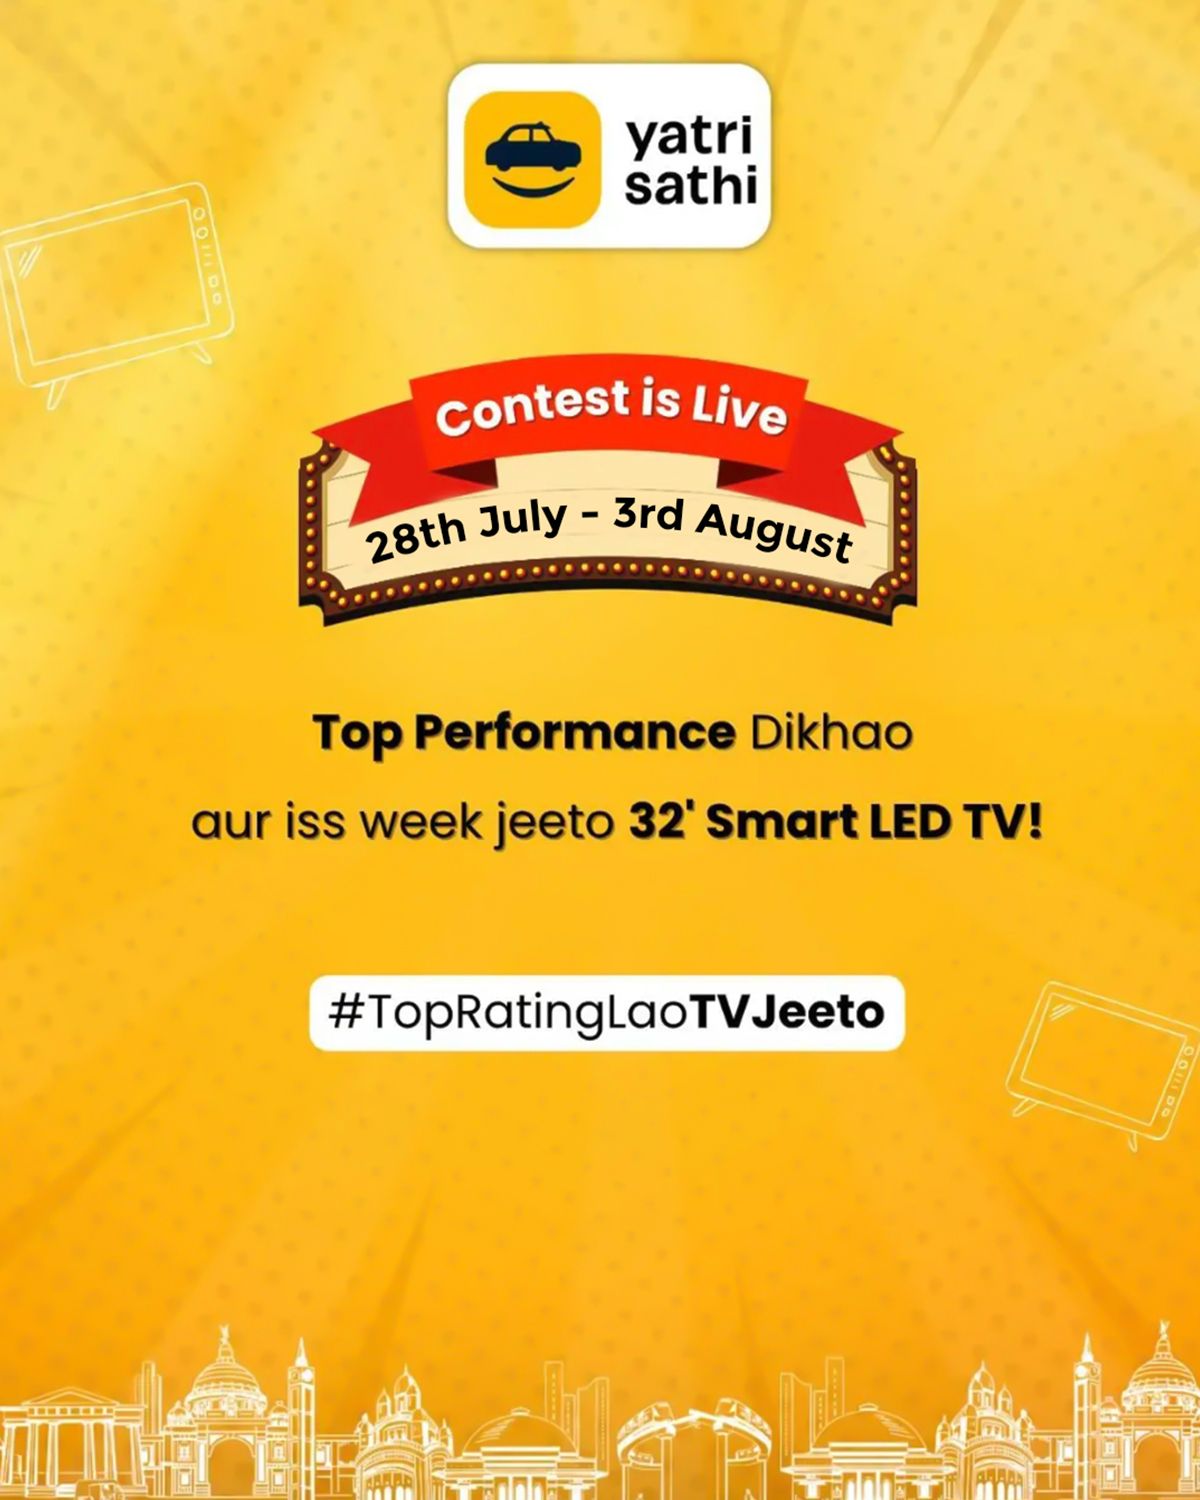 yatri
sathi
Contest is Live
28th July - 3rd August
Top Performance Dikhao
aur iss week jeeto 32' Smart LED TV!
#TopRatingLaoTVJeeto